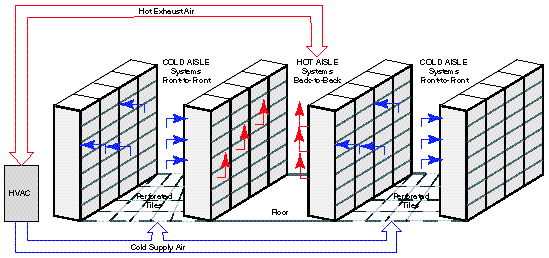 Hot Exhaust Air
COLD AISLE
Systems
Front-to-Front
HOT AISLE
Systems
Back-to-Back
COLD AISLE
Systems
Front-to-Front
HVAC
Perforated
Tiles
Floor
Perforated
Tiles
Cold Supply Air